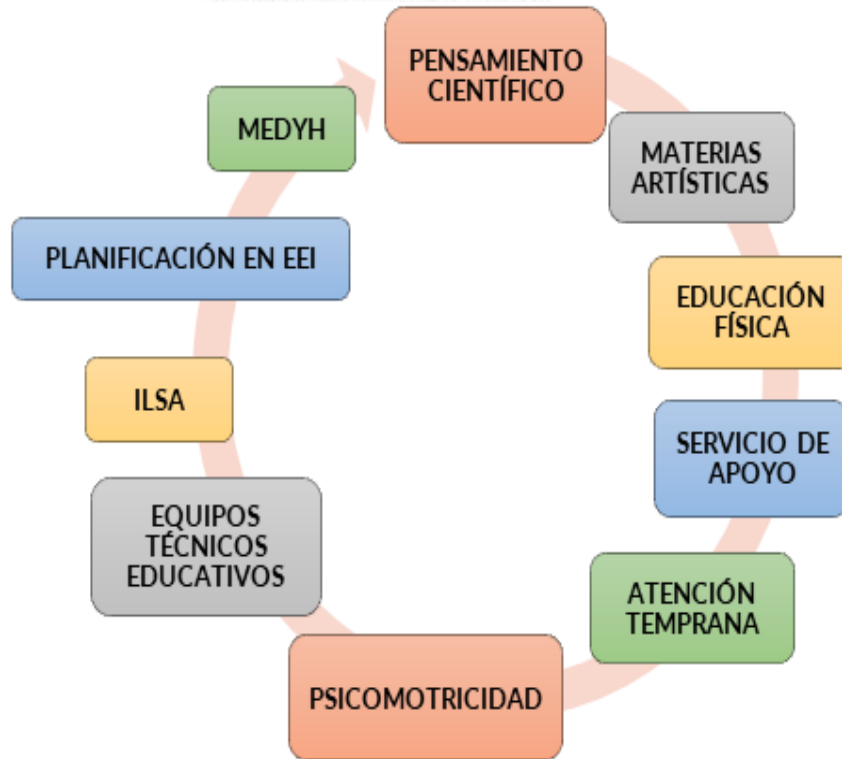 PENSAMIENTO
CIENTÍFICO
MATERIAS
ARTÍSTICAS
EDUCACIÓN
FÍSICA
SERVICIO DE
APOYO
ATENCIÓN
TEMPRANA
PSICOMOTRICIDAD
EQUIPOS
TÉCNICOS
EDUCATIVOS
ILSA
PLANIFICACIÓN EN EEI
MEDYH